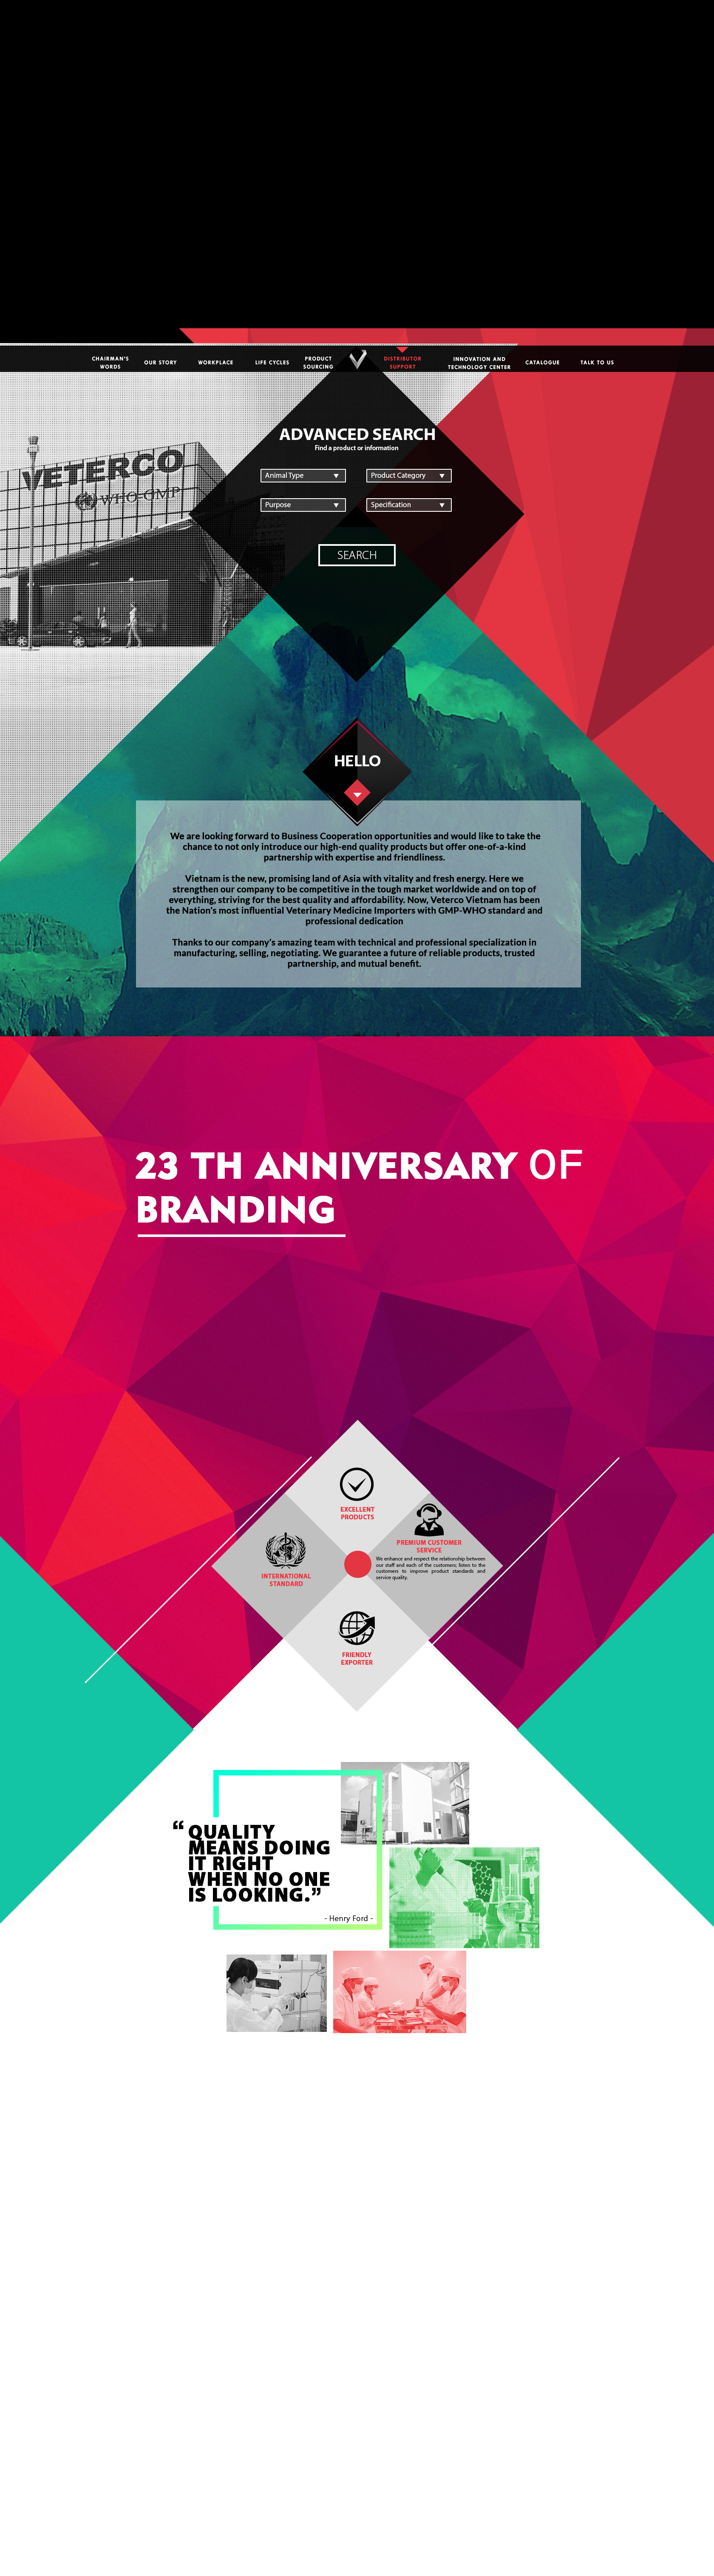 CHAIRMAN'S
WORDS
OUR STORY
WORKPLACE
LIFE CYCLES
PRODUCT
SOURCING
DISTRIBUTOR
SUPPORT
INNOVATION AND
TECHNOLOGY CENTER
CATALOGUE
TALK TO US
VETERCO
WHO-GMP
ADVANCED SEARCH
Find a product or information
Animal Type
Product Category
Purpose
Specification
SEARCH
HELLO
We are looking forward to Business Cooperation opportunities and would like to take the
chance to not only introduce our high-end quality products but offer one-of-a-kind
partnership with expertise and friendliness.
Vietnam is the new, promising land of Asia with vitality and fresh energy. Here we
strengthen our company to be competitive in the tough market worldwide and on top of
everything, striving for the best quality and affordability. Now, Veterco Vietnam has been
the Nation's most influential Veterinary Medicine Importers with GMP-WHO standard and
professional dedication
Thanks to our company's amazing team with technical and professional specialization in
manufacturing, selling, negotiating. We guarantee a future of reliable products, trusted
partnership, and mutual benefit.
23 TH ANNIVERSARY OF
BRANDING
EXCELLENT
PRODUCTS
PREMIUM CUSTOMER
SERVICE
We enhance and respect the relationship between
our staff and each of the customers; listen to the
customers to improve product standards and
service quality.
INTERNATIONAL
STANDARD
FRIENDLY
EXPORTER
“ QUALITY
MEANS DOING
IT RIGHT
WHEN NO ONE
IS LOOKING.”
- Henry Ford -